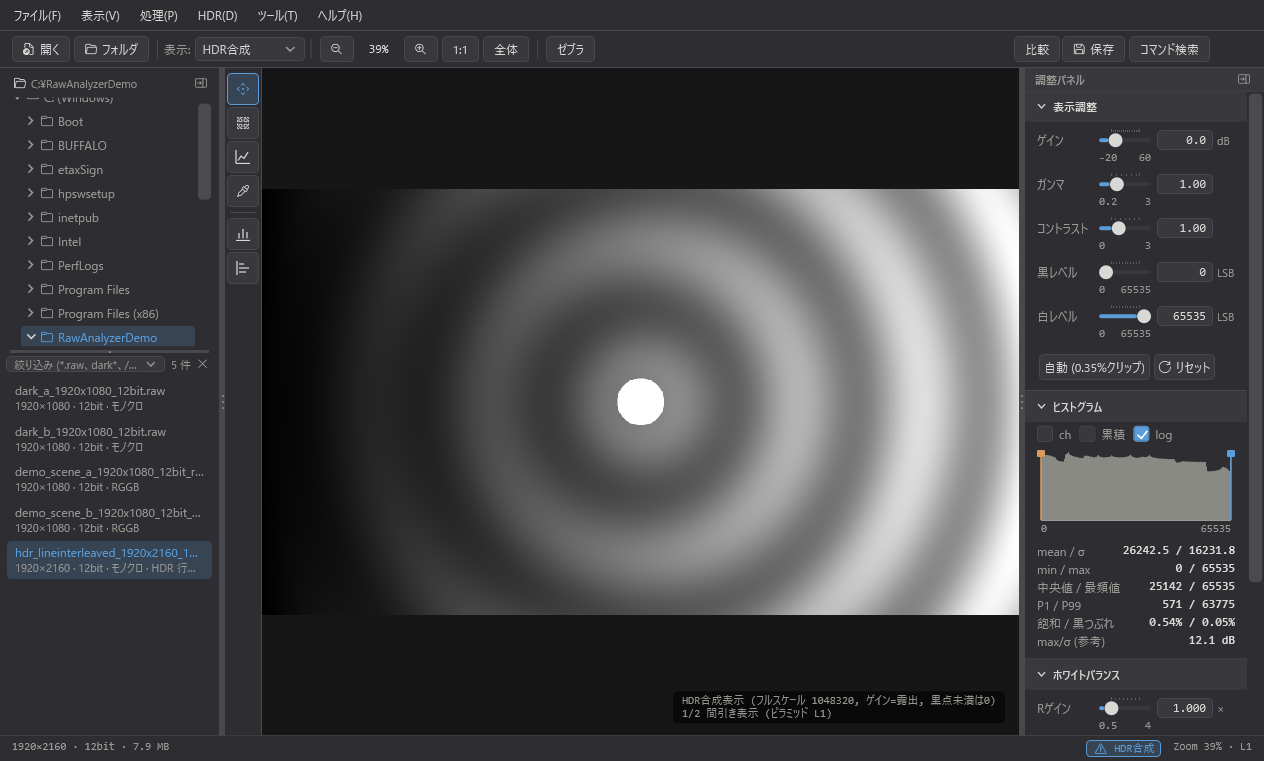 ファイル(F) 表示(V) 処理(P) HDR(D) ツール(T) ヘルプ(H)
開く フォルダ 表示: HDR合成 39% 1:1 全体 ゼブラ 比較 保存 コマンド検索
C:¥RawAnalyzerDemo
C: (Windows)
Boot
BUFFALO
etaxSign
hpswsetup
inetpub
Intel
PerfLogs
Program Files
Program Files (x86)
RawAnalyzerDemo
絞り込み (*.raw、dark*、/... 5 件
dark_a_1920x1080_12bit.raw
1920×1080 · 12bit · モノクロ
dark_b_1920x1080_12bit.raw
1920×1080 · 12bit · モノクロ
demo_scene_a_1920x1080_12bit_r...
1920×1080 · 12bit · RGGB
demo_scene_b_1920x1080_12bit_...
1920×1080 · 12bit · RGGB
hdr_lineinterleaved_1920x2160_1...
1920×2160 · 12bit · モノクロ · HDR 行...
HDR合成表示 (フルスケール 1048320, ゲイン=露出, 黒点未満は0)
1/2 間引き表示 (ピラミッド L1)
調整パネル
表示調整
ゲイン 0.0 dB
-20 60
ガンマ 1.00
0.2 3
コントラスト 1.00
0 3
黒レベル 0 LSB
0 65535
白レベル 65535 LSB
0 65535
自動 (0.35%クリップ) リセット
ヒストグラム
ch 累積 log
0 65535
mean / σ 26242.5 / 16231.8
min / max 0 / 65535
中央値 / 最頻値 25142 / 65535
P1 / P99 571 / 63775
飽和 / 黒つぶれ 0.54% / 0.05%
max/σ (参考) 12.1 dB
ホワイトバランス
Rゲイン 1.000 ×
0.5 4
1920×2160 · 12bit · 7.9 MB
HDR合成 Zoom 39% · L1